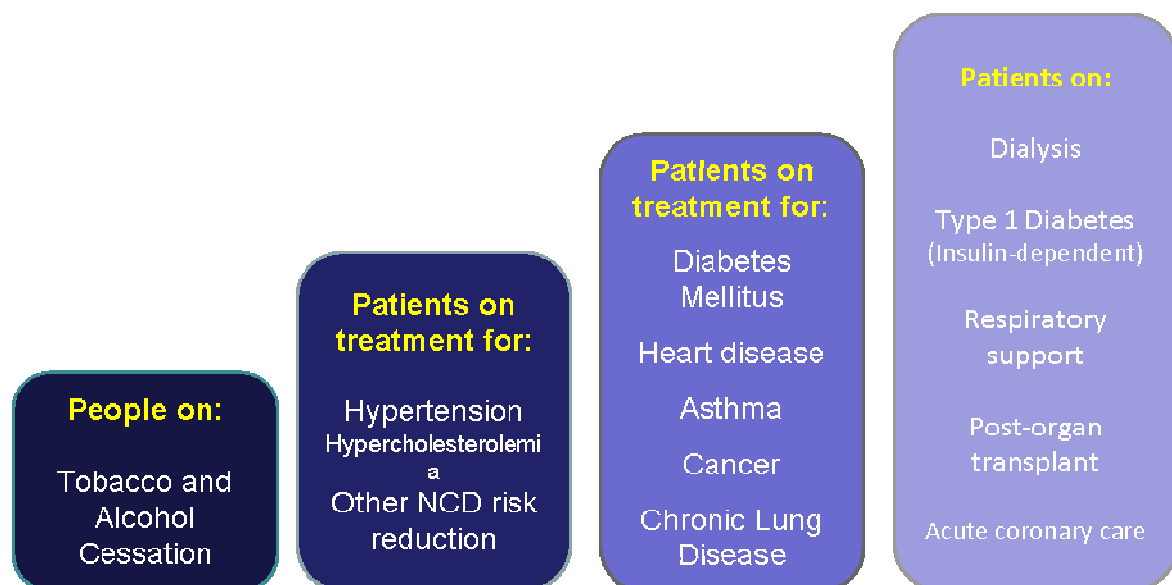 People on:
Tobacco and
Alcohol
Cessation
Patients on
treatment for:
Hypertension
Hypercholesterolemi
a
Other NCD risk
reduction
Patients on
treatment for:
Diabetes
Mellitus
Heart disease
Asthma
Cancer
Chronic Lung
Disease
Patients on:
Dialysis
Type 1 Diabetes
(Insulin-dependent)
Respiratory
support
Post-organ
transplant
Acute coronary care